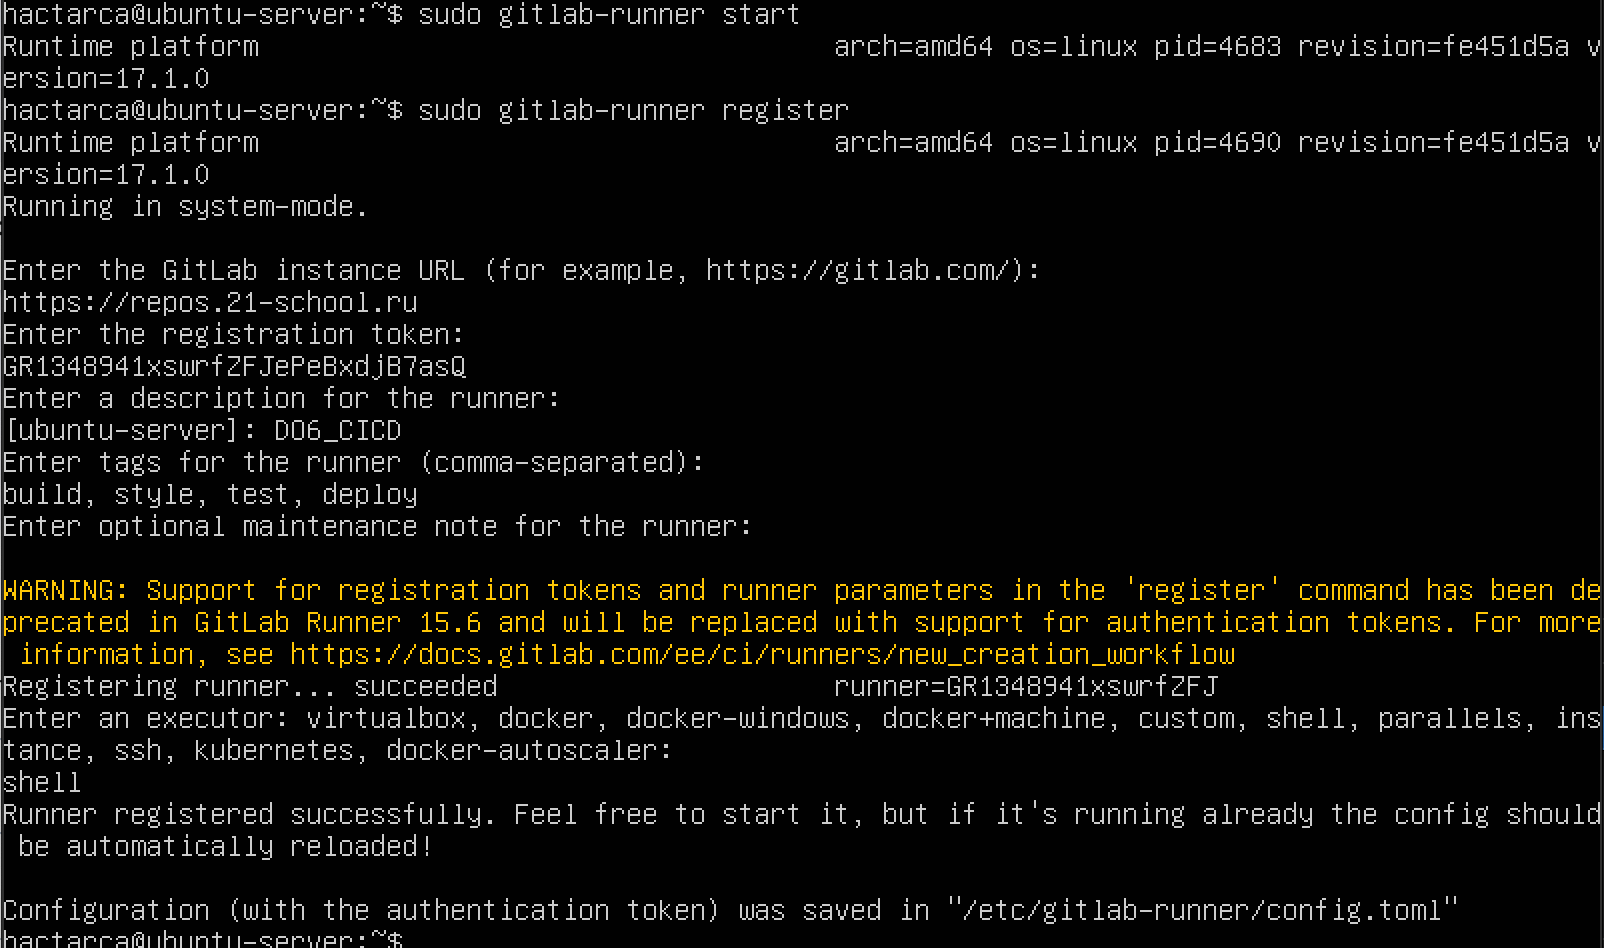 hactarca@ubuntu-server:~$ sudo gitlab-runner start
Runtime platform                                    arch=amd64 os=linux pid=4683 revision=fe451d5a v
ersion=17.1.0
hactarca@ubuntu-server:~$ sudo gitlab-runner register
Runtime platform                                    arch=amd64 os=linux pid=4690 revision=fe451d5a v
ersion=17.1.0
Running in system-mode.

Enter the GitLab instance URL (for example, https://gitlab.com/):
https://repos.21-school.ru
Enter the registration token:
GR1348941xswrfZFJePeBxdjB7asQ
Enter a description for the runner:
[ubuntu-server]: DO6_CICD
Enter tags for the runner (comma-separated):
build, style, test, deploy
Enter optional maintenance note for the runner:

WARNING: Support for registration tokens and runner parameters in the 'register' command has been de
precated in GitLab Runner 15.6 and will be replaced with support for authentication tokens. For more
 information, see https://docs.gitlab.com/ee/ci/runners/new_creation_workflow
Registering runner... succeeded                     runner=GR1348941xswrfZFJ
Enter an executor: virtualbox, docker, docker-windows, docker+machine, custom, shell, parallels, ins
tance, ssh, kubernetes, docker-autoscaler:
shell
Runner registered successfully. Feel free to start it, but if it's running already the config should
 be automatically reloaded!

Configuration (with the authentication token) was saved in "/etc/gitlab-runner/config.toml"
hactarca@ubuntu-server:~$